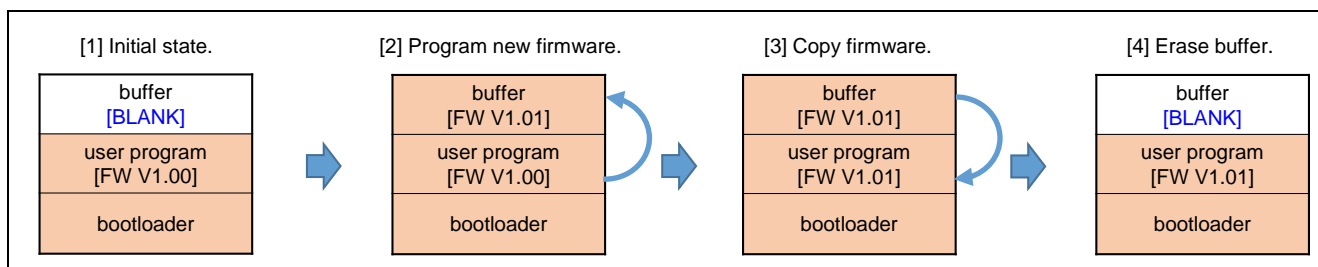 [1] Initial state.
buffer
[BLANK]
user program
[FW V1.00]
bootloader
[2] Program new firmware.
buffer
[FW V1.01]
user program
[FW V1.00]
bootloader
[3] Copy firmware.
buffer
[FW V1.01]
user program
[FW V1.01]
bootloader
[4] Erase buffer.
buffer
[BLANK]
user program
[FW V1.01]
bootloader